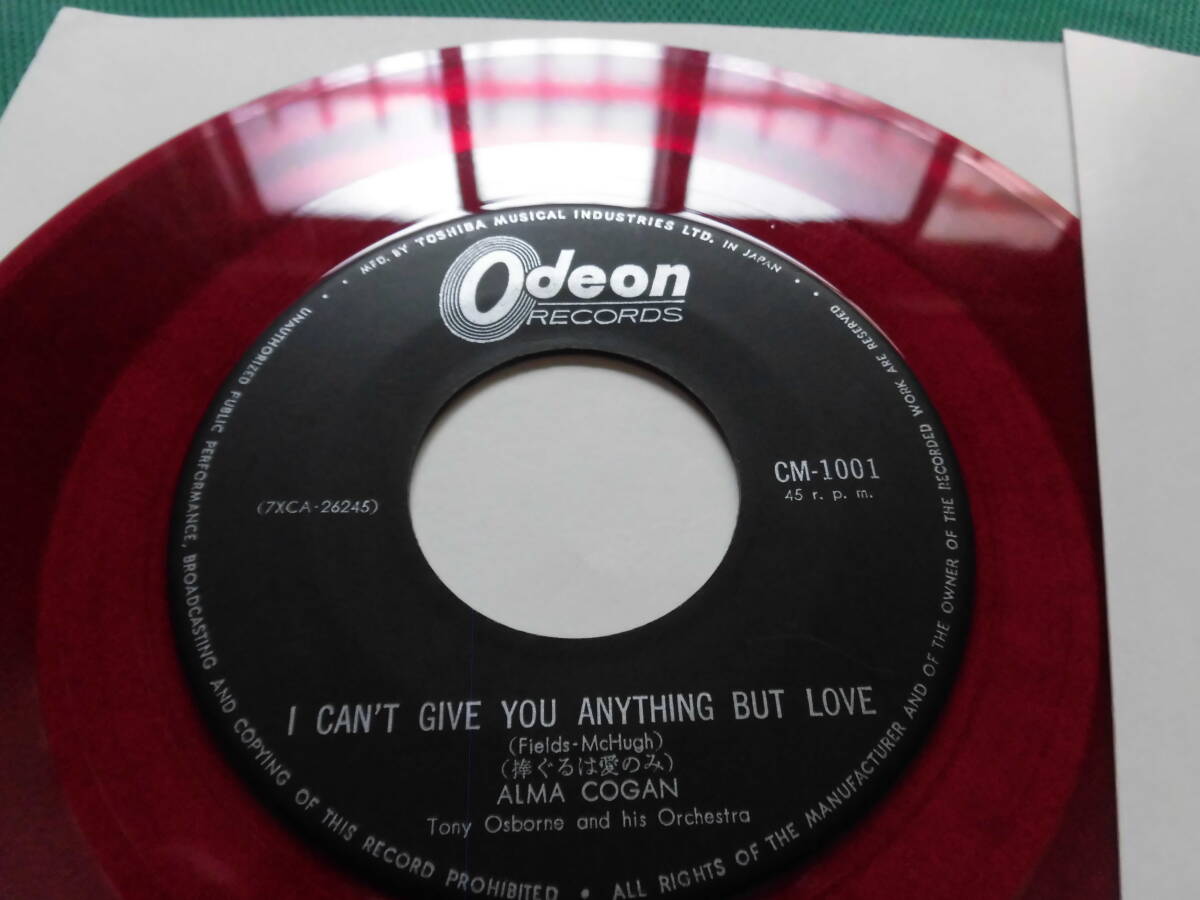 MFD. BY TOSHIBA MUSICAL INDUSTRIES LTD. IN JAPAN
Odeon
RECORDS
CM-1001
45 r. p. m.
(7XCA-26245)
I CAN'T GIVE YOU ANYTHING BUT LOVE
(Fields-McHugh)
(捧ぐるは愛のみ)
ALMA COGAN
Tony Osborne and his Orchestra
UNAUTHORIZED PUBLIC PERFORMANCE, BROADCASTING AND COPYING OF THIS RECORD PROHIBITED • ALL RIGHTS OF THE MANUFACTURER AND OF THE OWNER OF THE RECORDED WORK ARE RESERVED